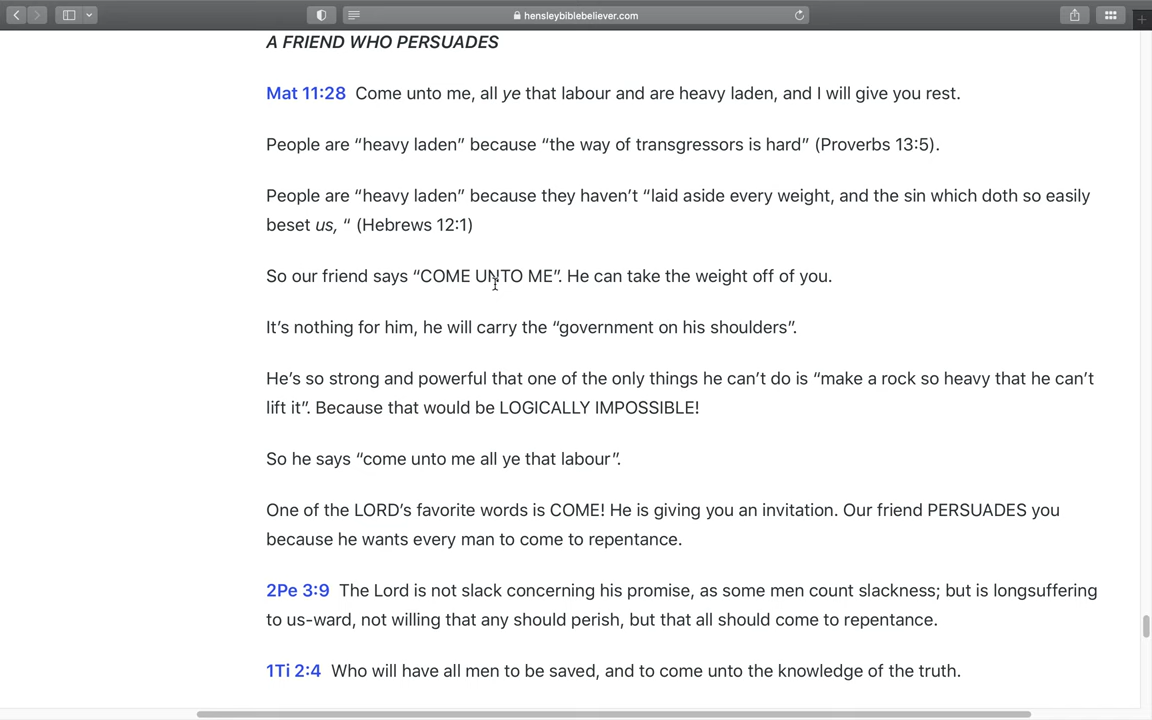 hensleybiblebeliever.com
A FRIEND WHO PERSUADES
Mat 11:28 Come unto me, all ye that labour and are heavy laden, and I will give you rest.
People are “heavy laden” because “the way of transgressors is hard” (Proverbs 13:5).
People are “heavy laden” because they haven’t “laid aside every weight, and the sin which doth so easily
beset us, “ (Hebrews 12:1)
So our friend says “COME UNTO ME”. He can take the weight off of you.
It’s nothing for him, he will carry the “government on his shoulders”.
He’s so strong and powerful that one of the only things he can’t do is “make a rock so heavy that he can’t
lift it”. Because that would be LOGICALLY IMPOSSIBLE!
So he says “come unto me all ye that labour”.
One of the LORD’s favorite words is COME! He is giving you an invitation. Our friend PERSUADES you
because he wants every man to come to repentance.
2Pe 3:9 The Lord is not slack concerning his promise, as some men count slackness; but is longsuffering
to us-ward, not willing that any should perish, but that all should come to repentance.
1Ti 2:4 Who will have all men to be saved, and to come unto the knowledge of the truth.